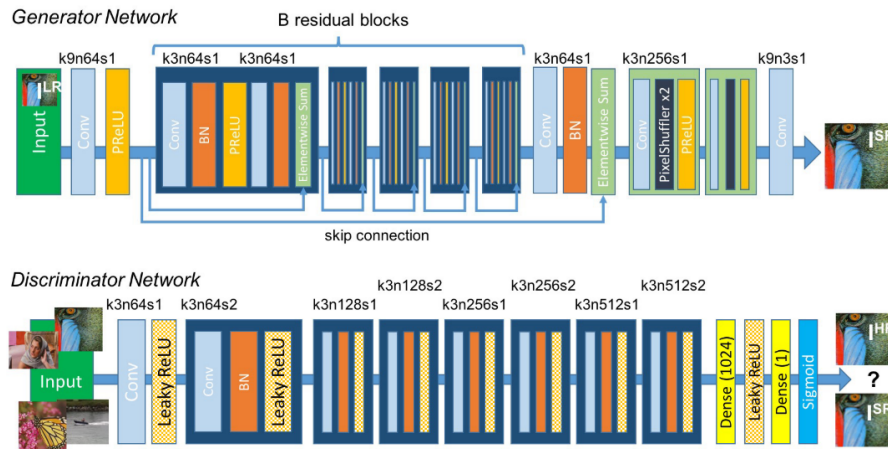 Generator Network
B residual blocks
k9n64s1
k3n64s1
k3n64s1
k3n64s1
k3n256s1
k9n3s1
I LR
Input
Conv
PReLU
Conv
BN
PReLU
Elementwise Sum
Conv
BN
Elementwise Sum
Conv
PixelShuffler x2
PReLU
Conv
I SR
skip connection
Discriminator Network
k3n64s1
k3n64s2
k3n128s1
k3n128s2
k3n256s1
k3n256s2
k3n512s1
k3n512s2
Input
Conv
Leaky ReLU
Conv
BN
Leaky ReLU
Dense (1024)
Leaky ReLU
Dense (1)
Sigmoid
I HR
?
I SR